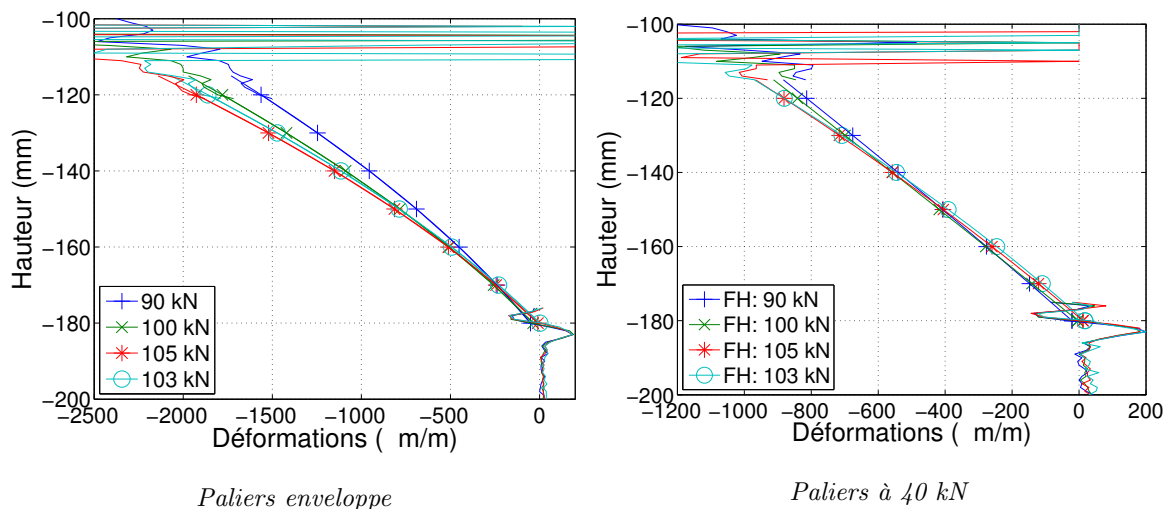 −100
−120
−140
−160
−180
−200
Hauteur (mm)
−2500 −2000 −1500 −1000 −500 0
Déformations ( m/m)
90 kN
100 kN
105 kN
103 kN
Paliers enveloppe
−100
−120
−140
−160
−180
−200
Hauteur (mm)
−1200 −1000 −800 −600 −400 −200 0 200
Déformations ( m/m)
FH: 90 kN
FH: 100 kN
FH: 105 kN
FH: 103 kN
Paliers à 40 kN